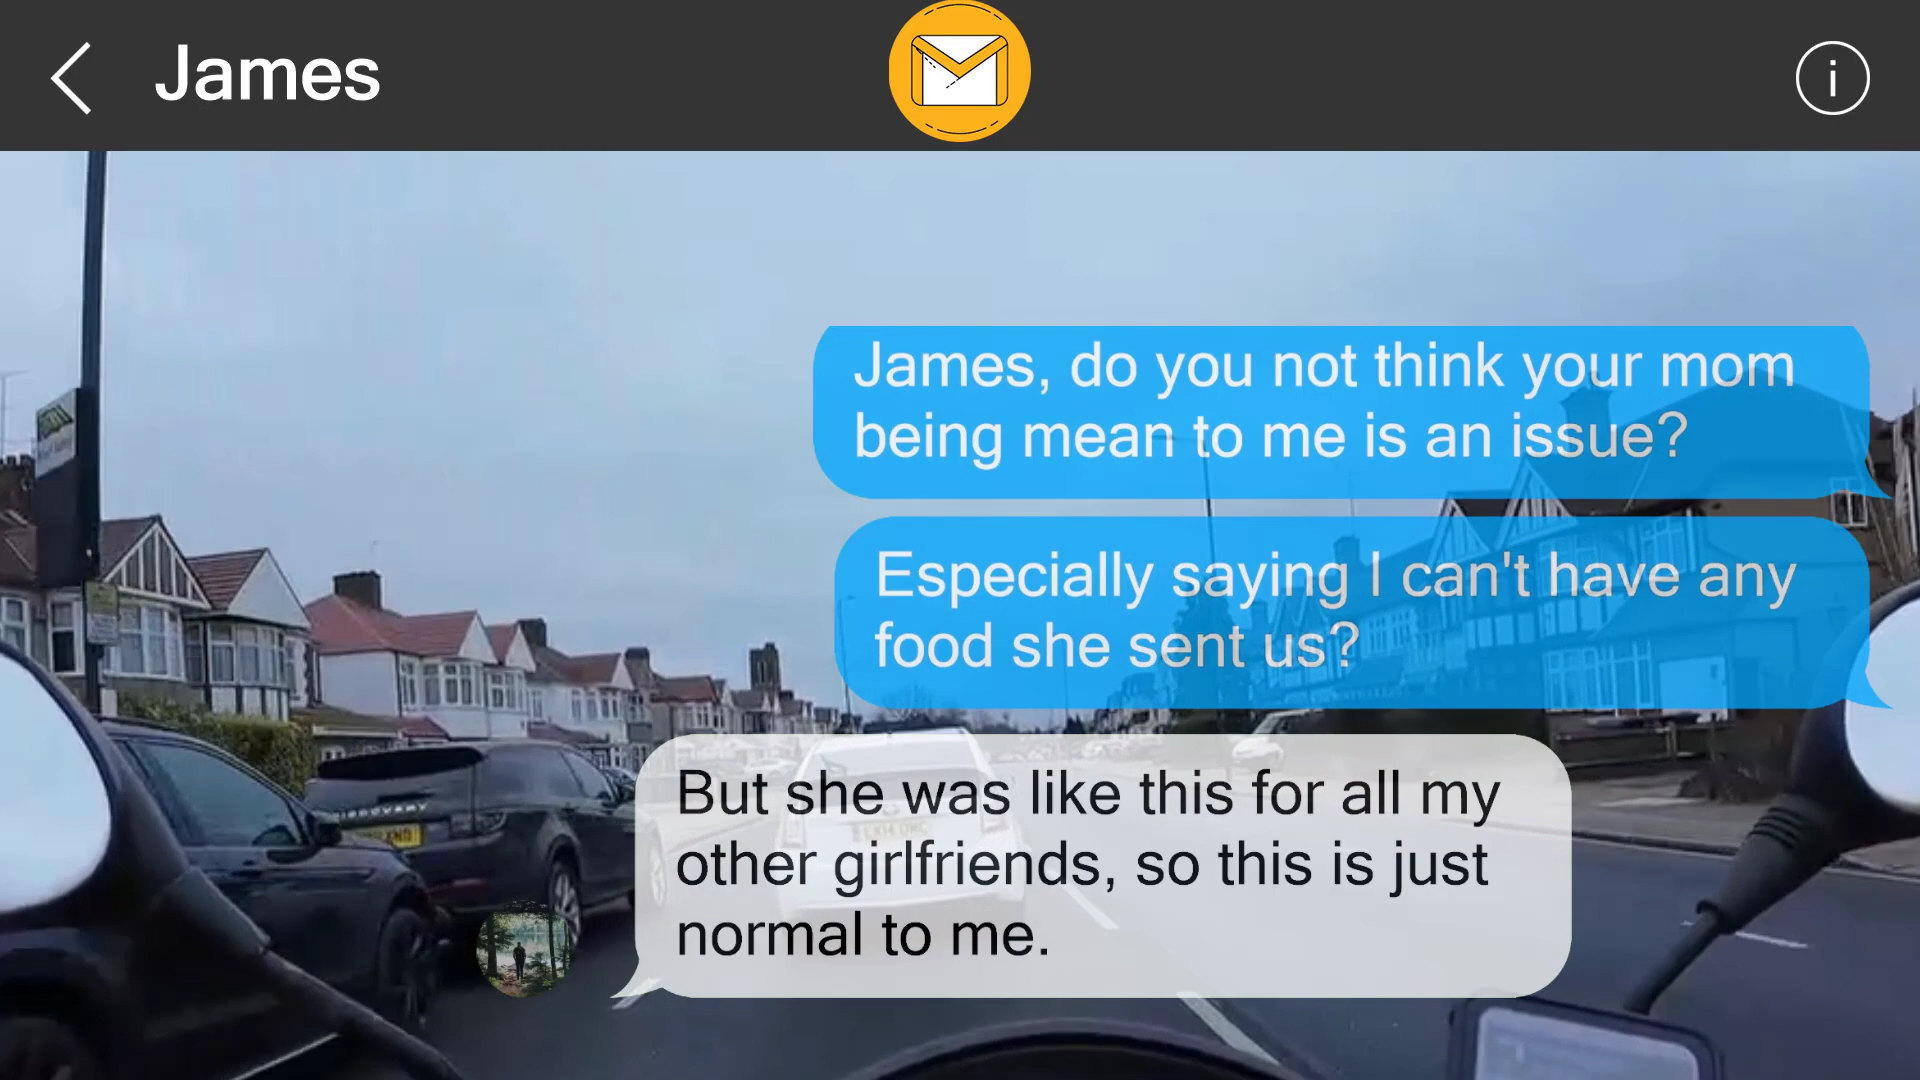 James
James, do you not think your mom
being mean to me is an issue?
Especially saying I can't have any
food she sent us?
But she was like this for all my
other girlfriends, so this is just
normal to me.
DISCOVERY